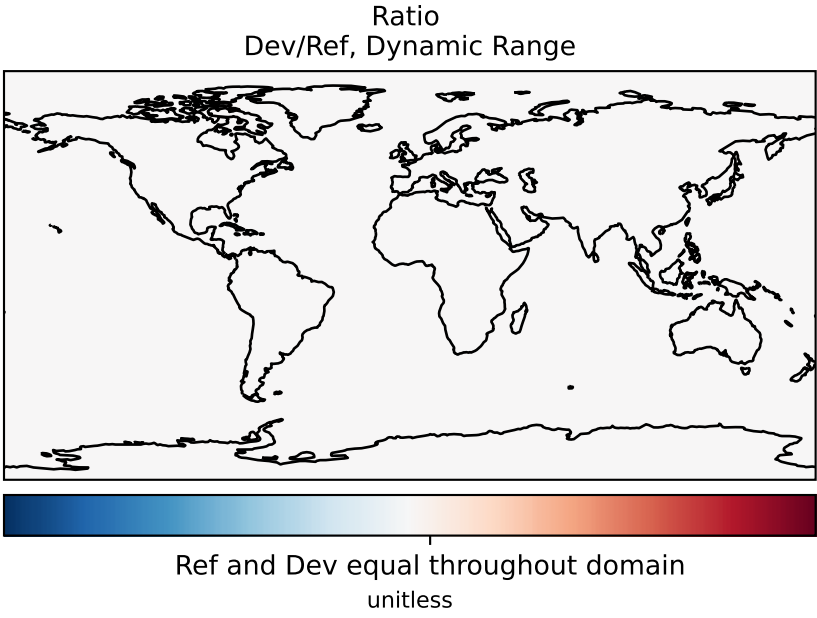 Ratio
Dev/Ref, Dynamic Range
Ref and Dev equal throughout domain
unitless